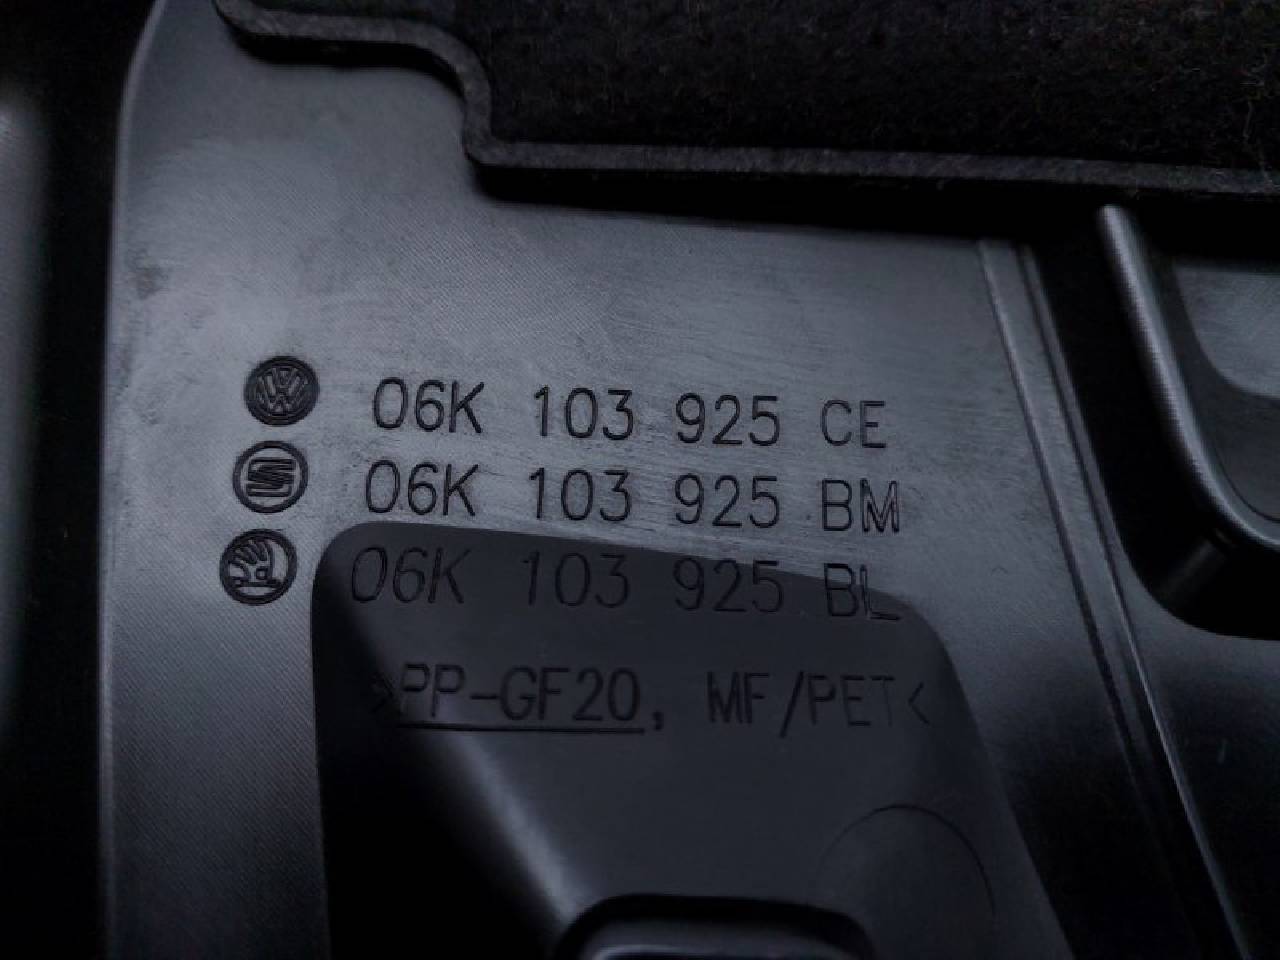 06K 103 925 CE
06K 103 925 BM
06K 103 925 BL
>PP-GF20, MF/PET<